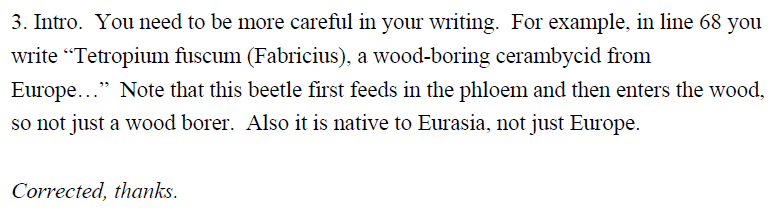 3. Intro.  You need to be more careful in your writing.  For example, in line 68 you
write “Tetropium fuscum (Fabricius), a wood-boring cerambycid from
Europe…”  Note that this beetle first feeds in the phloem and then enters the wood,
so not just a wood borer.  Also it is native to Eurasia, not just Europe.
Corrected, thanks.